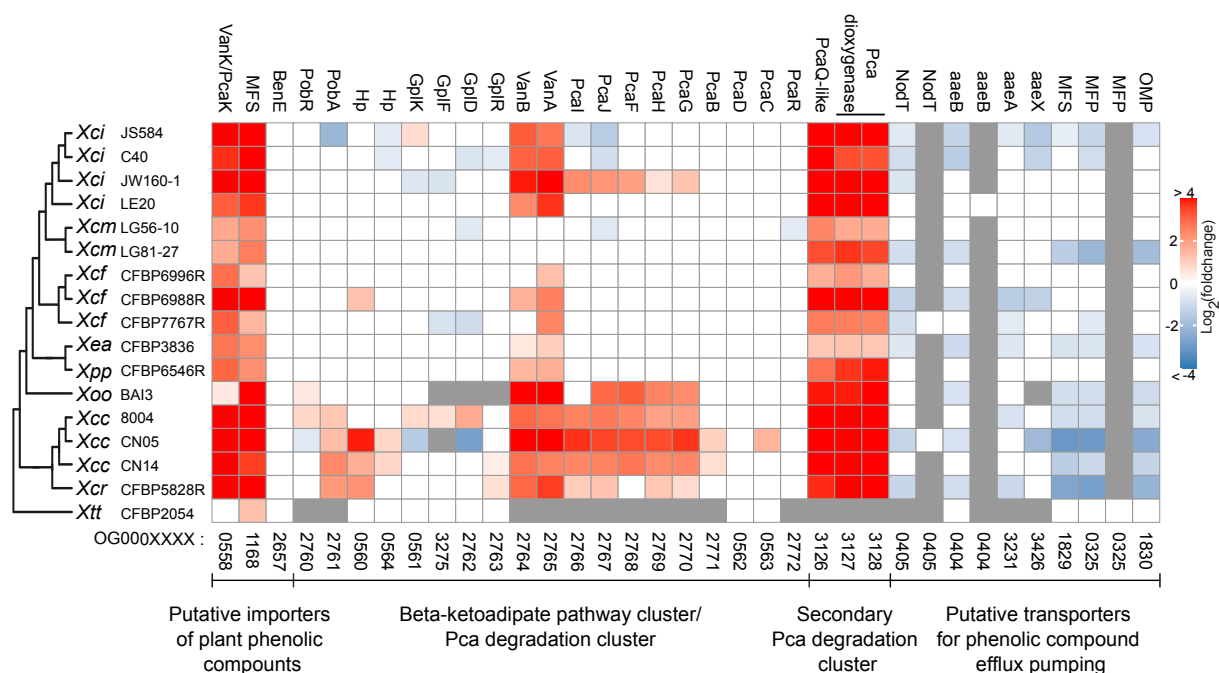 VanK/PcaK
MFS
BenE
PobR
PobA
Hp
Hp
GplK
GplF
GplD
GplR
VanB
VanA
PcaI
PcaJ
PcaF
PcaH
PcaG
PcaB
PcaD
PcaC
PcaR
PcaQ-like
Pca
dioxygenase
NodT
NodT
aaeB
aaeB
aaeA
aaeX
MFS
MFP
MFP
OMP
Xci JS584
Xci C40
Xci JW160-1
Xci LE20
Xcm LG56-10
Xcm LG81-27
Xcf CFBP6996R
Xcf CFBP6988R
Xcf CFBP7767R
Xea CFBP3836
Xpp CFBP6546R
Xoo BAI3
Xcc 8004
Xcc CN05
Xcc CN14
Xcr CFBP5828R
Xtt CFBP2054
> 4
2
0
-2
< -4
Log2(foldchange)
OG000XXXX :
0558
1168
2657
2760
2761
0560
0564
0561
3275
2762
2763
2764
2765
2766
2767
2768
2769
2770
2771
0562
0563
2772
3126
3127
3128
0405
0405
0404
0404
3231
3426
1829
0325
0325
1830
Putative importers
of plant phenolic
compounts
Beta-ketoadipate pathway cluster/
Pca degradation cluster
Secondary
Pca degradation
cluster
Putative transporters
for phenolic compound
efflux pumping